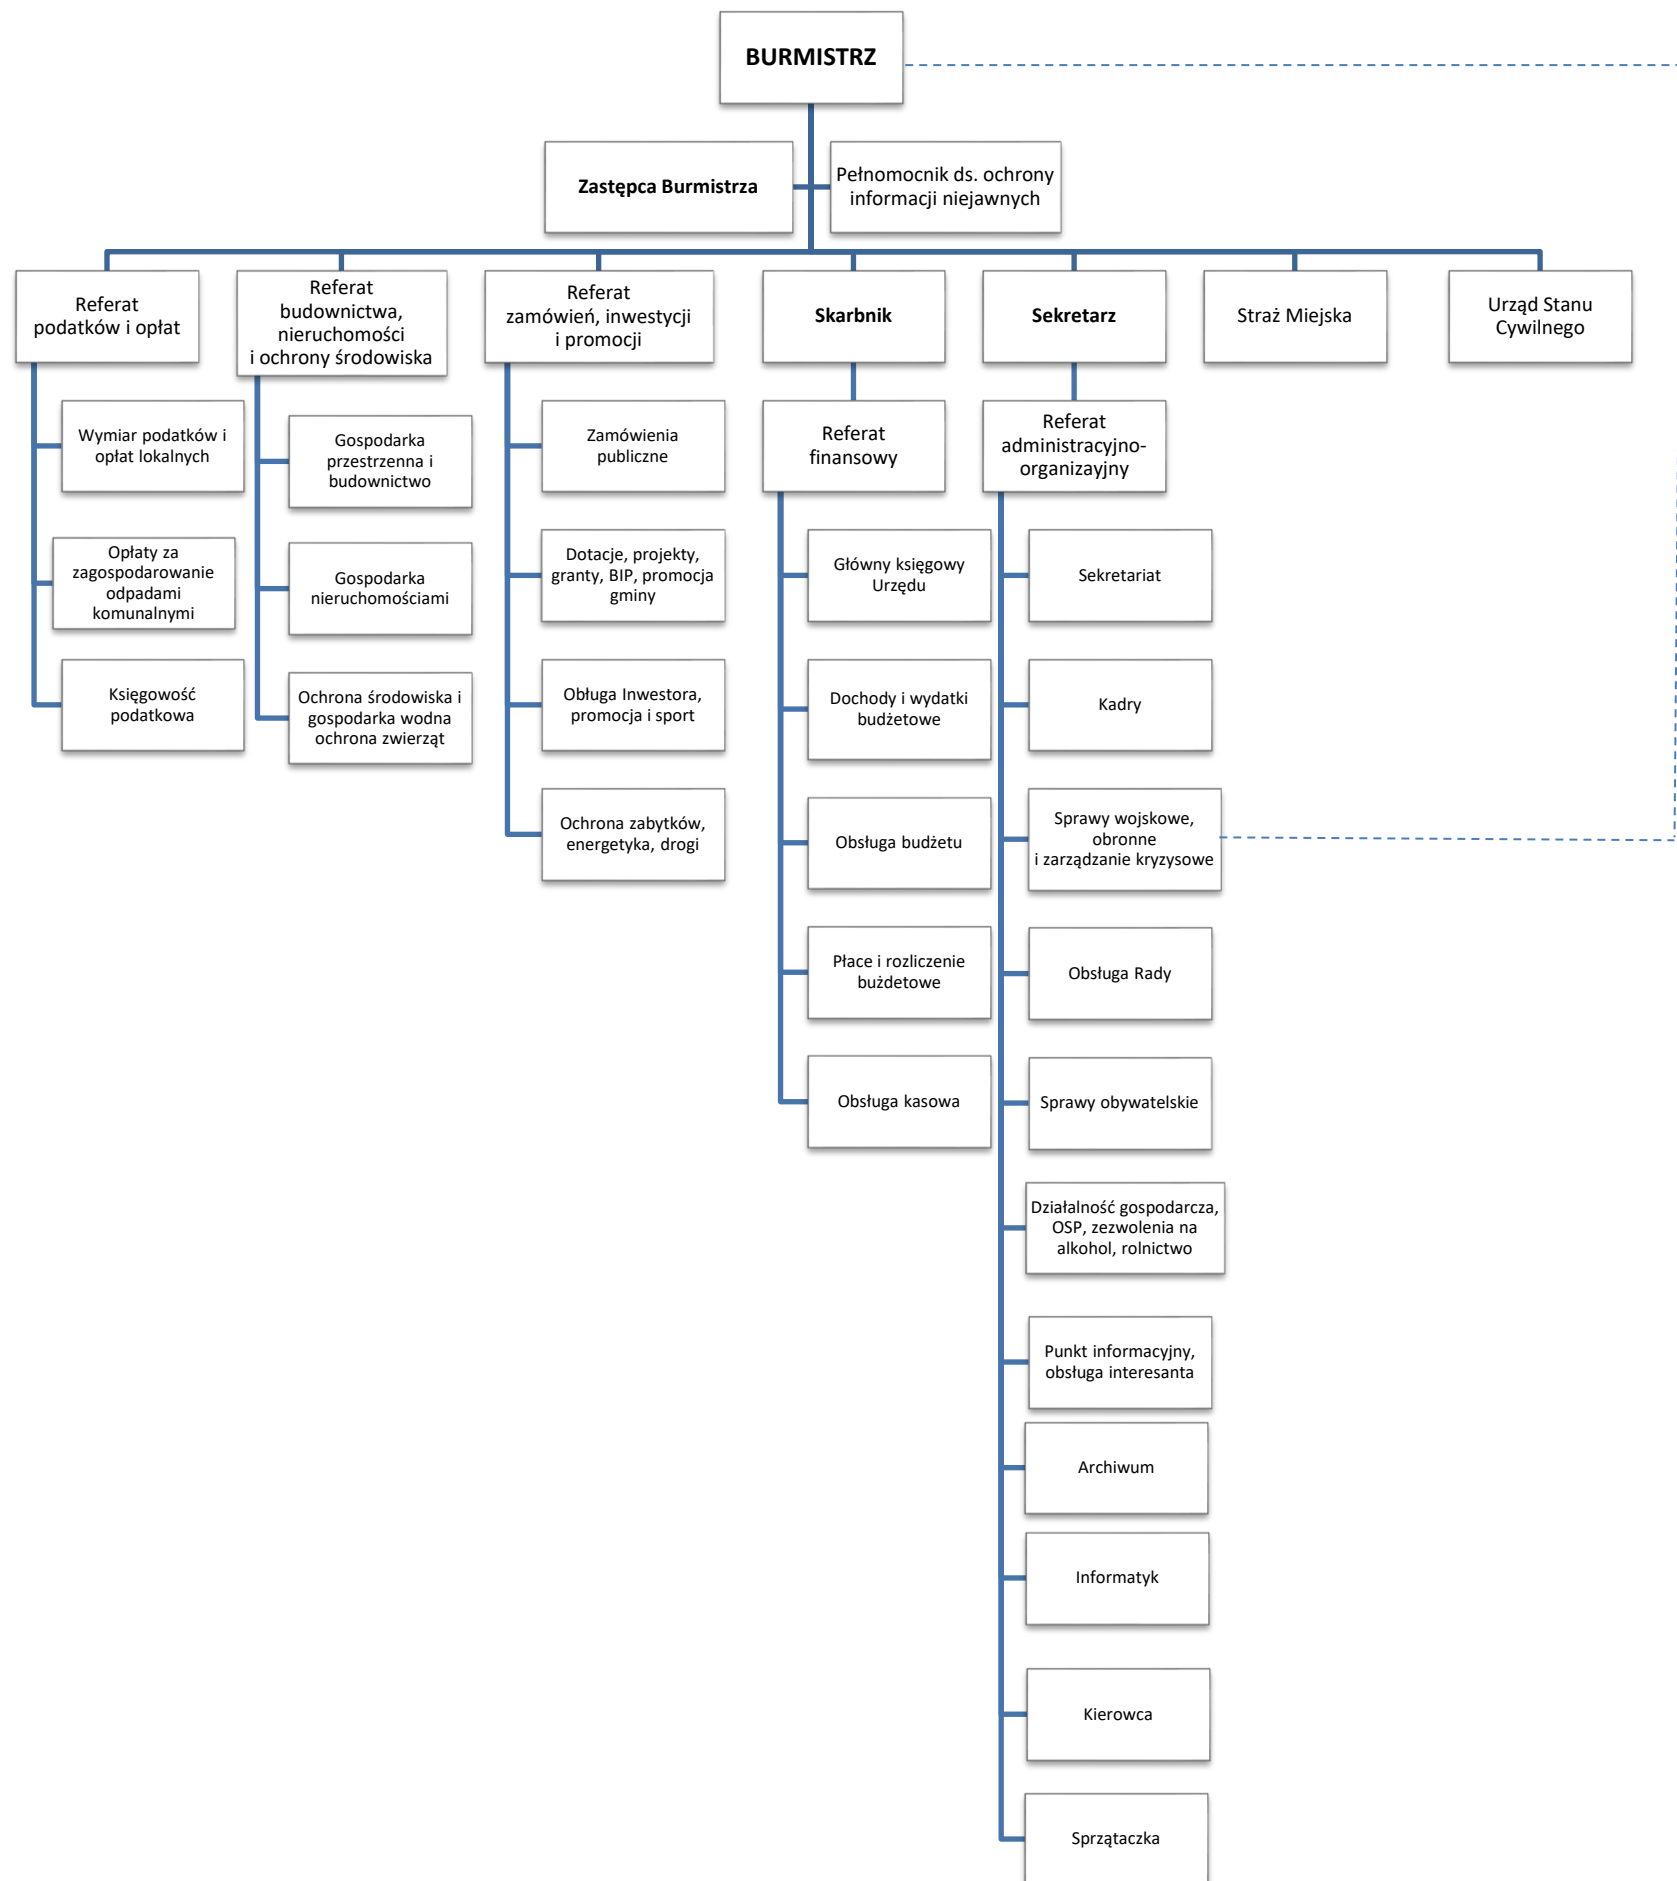 BURMISTRZ
Zastępca Burmistrza
Pełnomocnik ds. ochrony
informacji niejawnych
Referat
podatków i opłat
Referat
budownictwa,
nieruchomości
i ochrony środowiska
Referat
zamówień, inwestycji
i promocji
Skarbnik
Sekretarz
Straż Miejska
Urząd Stanu
Cywilnego
Wymiar podatków i
opłat lokalnych
Opłaty za
zagospodarowanie
odpadami
komunalnymi
Księgowość
podatkowa
Gospodarka
przestrzenna i
budownictwo
Gospodarka
nieruchomościami
Ochrona środowiska i
gospodarka wodna
ochrona zwierząt
Zamówienia
publiczne
Dotacje, projekty,
granty, BIP, promocja
gminy
Obługa Inwestora,
promocja i sport
Ochrona zabytków,
energetyka, drogi
Referat
finansowy
Główny księgowy
Urzędu
Dochody i wydatki
budżetowe
Obsługa budżetu
Płace i rozliczenie
bużdetowe
Obsługa kasowa
Referat
administracyjno-
organizayjny
Sekretariat
Kadry
Sprawy wojskowe,
obronne
i zarządzanie kryzysowe
Obsługa Rady
Sprawy obywatelskie
Działalność gospodarcza,
OSP, zezwolenia na
alkohol, rolnictwo
Punkt informacyjny,
obsługa interesanta
Archiwum
Informatyk
Kierowca
Sprzątaczka